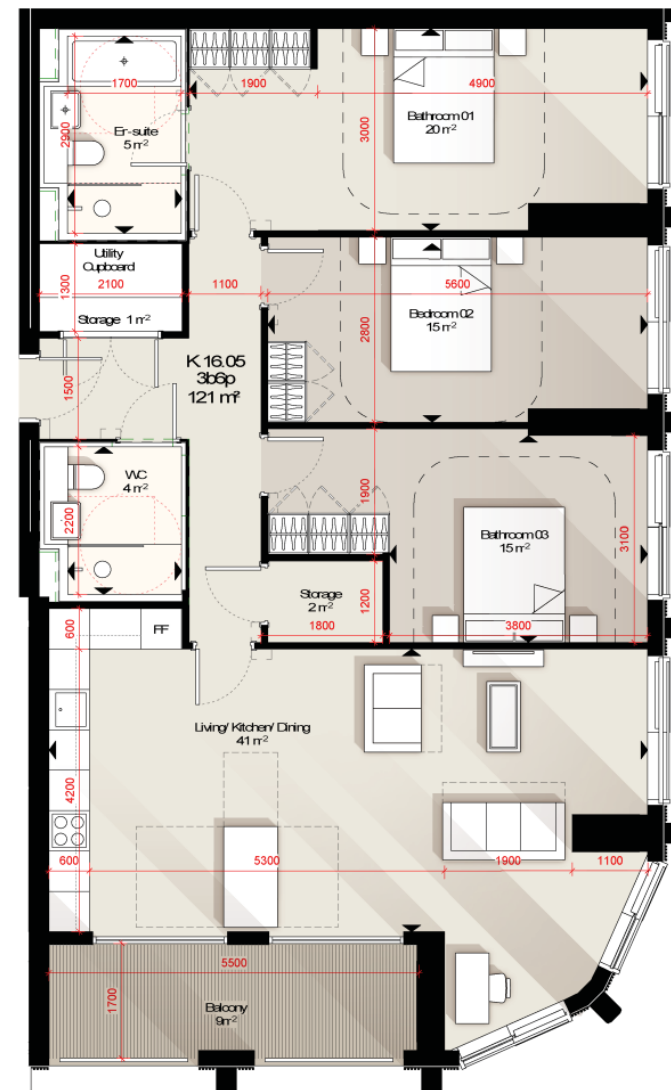 1700
1900
4900
2900
En-suite
5 m²
3000
Bathroom 01
20 m²
Utility
Cupboard
1300
2100
Storage 1 m²
1100
5600
2800
Bedroom 02
15 m²
1500
K 16.05
3b6p
121 m²
WC
4 m²
2200
1900
Bathroom 03
15 m²
3100
Storage
2 m²
1200
1800
3800
600
FF
Living/ Kitchen/ Dining
41 m²
4200
600
5300
1900
1100
5500
1700
Balcony
9m²